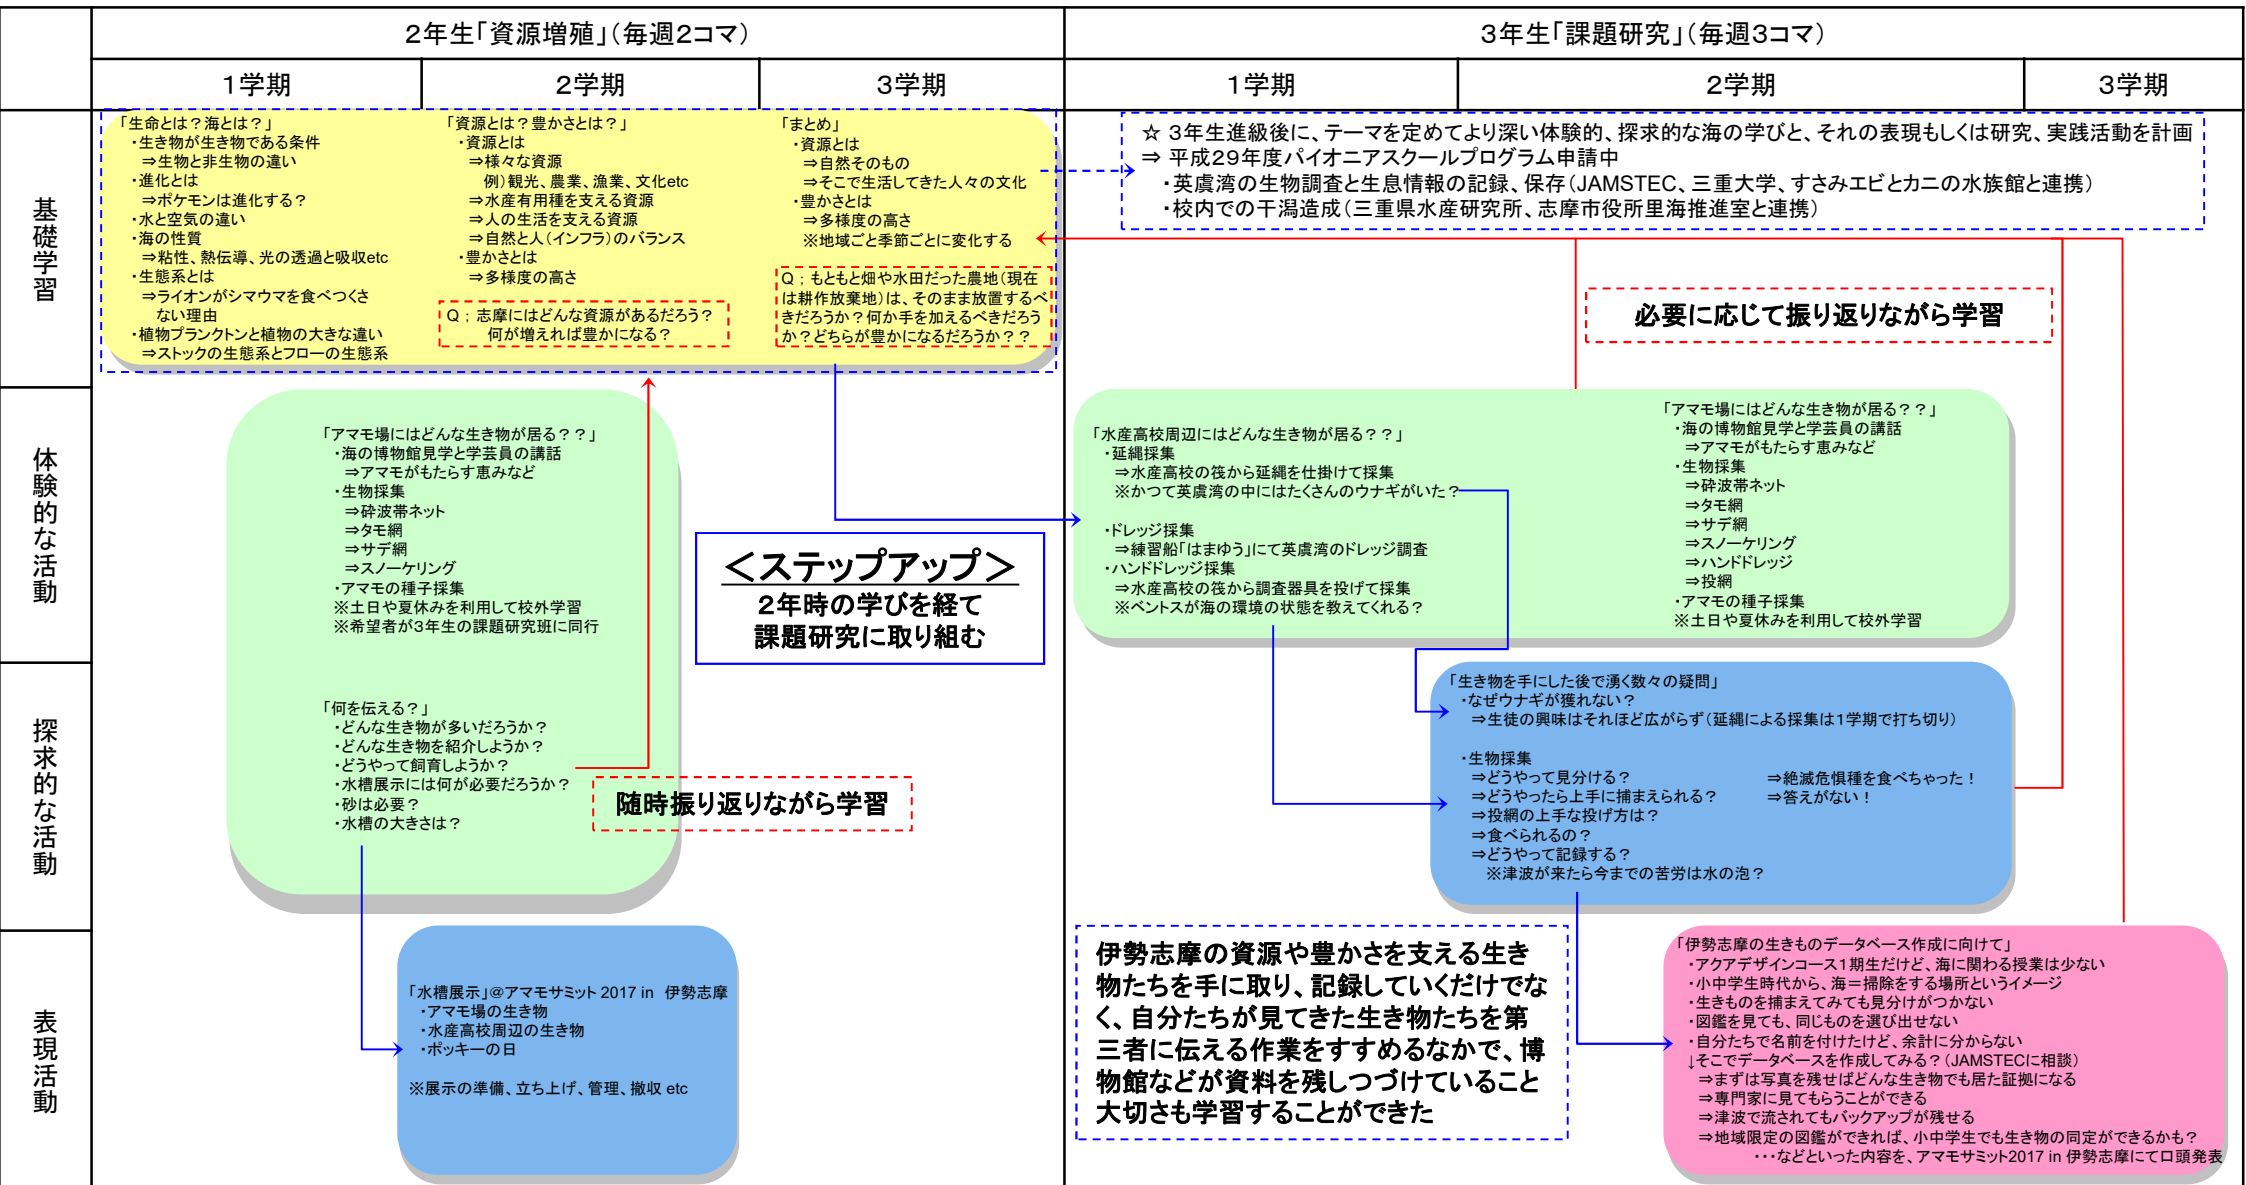 2年生「資源増殖」（毎週2コマ）
3年生「課題研究」（毎週3コマ）
1学期
2学期
3学期
1学期
2学期
3学期
基礎学習
「生命とは？海とは？」
・生き物が生き物である条件
⇒生物と非生物の違い
・進化とは
⇒ポケモンは進化する？
・水と空気の違い
・海の性質
⇒粘性、熱伝導、光の透過と吸収etc
・生態系とは
⇒ライオンがシマウマを食べつくさ
ない理由
・植物プランクトンと植物の大きな違い
⇒ストックの生態系とフローの生態系
「資源とは？豊かさとは？」
・資源とは
⇒様々な資源
例）観光、農業、漁業、文化etc
⇒水産有用種を支える資源
⇒人の生活を支える資源
⇒自然と人（インフラ）のバランス
・豊かさとは
⇒多様度の高さ
Q；志摩にはどんな資源があるだろう？
何が増えれば豊かになる？
「まとめ」
・資源とは
⇒自然そのもの
⇒そこで生活してきた人々の文化
・豊かさとは
⇒多様度の高さ
※地域ごと季節ごとに変化する
Q；もともと畑や水田だった農地（現在
は耕作放棄地）は、そのまま放置するべ
きだろうか？何か手を加えるべきだろう
か？どちらが豊かになるだろうか？？
☆ 3年生進級後に、テーマを定めてより深い体験的、探求的な海の学びと、それの表現もしくは研究、実践活動を計画
⇒ 平成29年度パイオニアスクールプログラム申請中
・英虞湾の生物調査と生息情報の記録、保存（JAMSTEC、三重大学、すさみエビとカニの水族館と連携）
・校内での干潟造成（三重県水産研究所、志摩市役所里海推進室と連携）
必要に応じて振り返りながら学習
体験的な活動
「アマモ場にはどんな生き物が居る？？」
・海の博物館見学と学芸員の講話
⇒アマモがもたらす恵みなど
・生物採集
⇒砕波帯ネット
⇒タモ網
⇒サデ網
⇒スノーケリング
・アマモの種子採集
※土日や夏休みを利用して校外学習
※希望者が3年生の課題研究班に同行
＜ステップアップ＞
2年時の学びを経て
課題研究に取り組む
「水産高校周辺にはどんな生き物が居る？？」
・延縄採集
⇒水産高校の筏から延縄を仕掛けて採集
※かつて英虞湾の中にはたくさんのウナギがいた？
・ドレッジ採集
⇒練習船「はまゆう」にて英虞湾のドレッジ調査
・ハンドドレッジ採集
⇒水産高校の筏から調査器具を投げて採集
※ベントスが海の環境の状態を教えてくれる？
「アマモ場にはどんな生き物が居る？？」
・海の博物館見学と学芸員の講話
⇒アマモがもたらす恵みなど
・生物採集
⇒砕波帯ネット
⇒タモ網
⇒サデ網
⇒スノーケリング
⇒ハンドドレッジ
⇒投網
・アマモの種子採集
※土日や夏休みを利用して校外学習
探求的な活動
「何を伝える？」
・どんな生き物が多いだろうか？
・どんな生き物を紹介しようか？
・どうやって飼育しようか？
・水槽展示には何が必要だろうか？
・砂は必要？
・水槽の大きさは？
随時振り返りながら学習
「生き物を手にした後で湧く数々の疑問」
・なぜウナギが獲れない？
⇒生徒の興味はそれほど広がらず（延縄による採集は1学期で打ち切り）
・生物採集
⇒どうやって見分ける？
⇒どうやったら上手に捕まえられる？
⇒投網の上手な投げ方は？
⇒食べられるの？
⇒どうやって記録する？
※津波が来たら今までの苦労は水の泡？
⇒絶滅危惧種を食べちゃった！
⇒答えがない！
表現活動
「水槽展示」＠アマモサミット 2017 in 伊勢志摩
・アマモ場の生き物
・水産高校周辺の生き物
・ポッキーの日
※展示の準備、立ち上げ、管理、撤収 etc
伊勢志摩の資源や豊かさを支える生き
物たちを手に取り、記録していくだけでな
く、自分たちが見てきた生き物たちを第
三者に伝える作業をすすめるなかで、博
物館などが資料を残しつづけていること
大切さも学習することができた
「伊勢志摩の生きものデータベース作成に向けて」
・アクアデザインコース1期生だけど、海に関わる授業は少ない
・小中学生時代から、海＝掃除をする場所というイメージ
・生きものを捕まえてみても見分けがつかない
・図鑑を見ても、同じものを選び出せない
・自分たちで名前を付けたけど、余計に分からない
↓そこでデータベースを作成してみる？（JAMSTECに相談）
⇒まずは写真を残せばどんな生き物でも居た証拠になる
⇒専門家に見てもらうことができる
⇒津波で流されてもバックアップが残せる
⇒地域限定の図鑑ができれば、小中学生でも生き物の同定ができるかも？
・・・などといった内容を、アマモサミット2017 in 伊勢志摩にて口頭発表